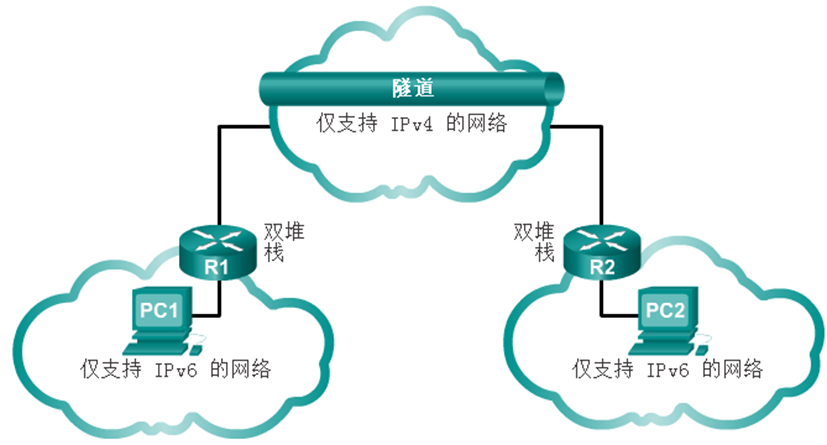 隧道
仅支持 IPv4 的网络
双堆
栈
R1
双堆
栈
R2
PC1
仅支持 IPv6 的网络
PC2
仅支持 IPv6 的网络